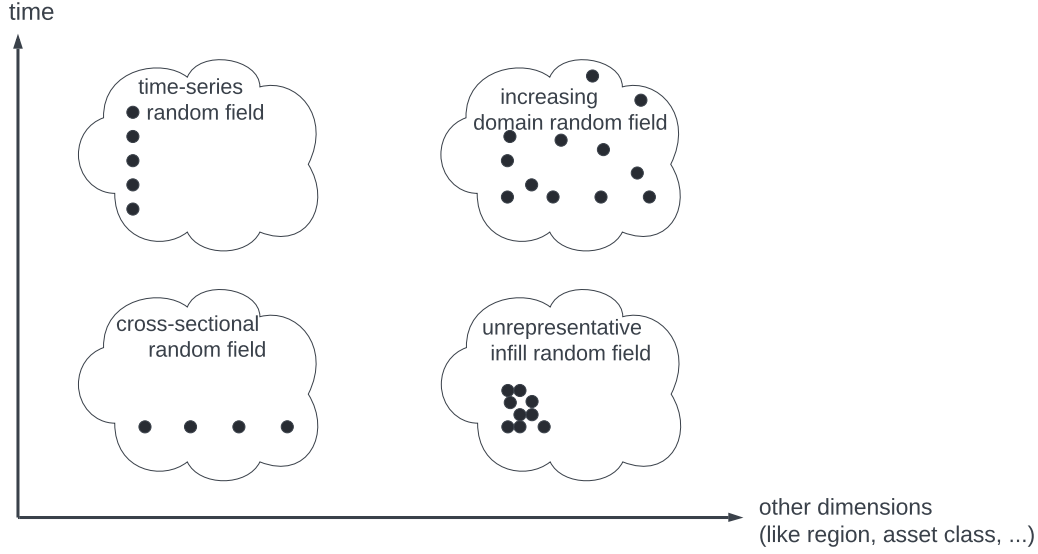 time
time-series
random field
increasing
domain random field
cross-sectional
random field
unrepresentative
infill random field
other dimensions
(like region, asset class, ...)